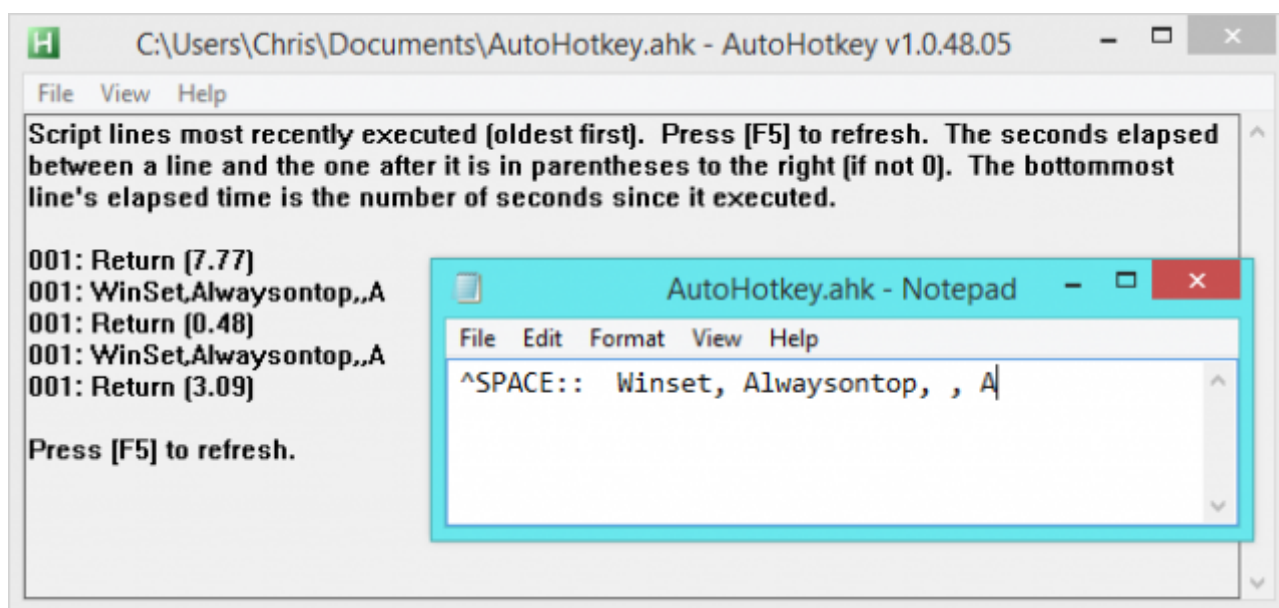 C:\Users\Chris\Documents\AutoHotkey.ahk - AutoHotkey v1.0.48.05
File View Help
Script lines most recently executed (oldest first). Press [F5] to refresh. The seconds elapsed
between a line and the one after it is in parentheses to the right (if not 0). The bottommost
line's elapsed time is the number of seconds since it executed.
001: Return (7.77)
001: WinSet,Alwaysontop,,A
001: Return (0.48)
001: WinSet,Alwaysontop,,A
001: Return (3.09)
Press [F5] to refresh.
AutoHotkey.ahk - Notepad
File Edit Format View Help
^SPACE:: Winset, Alwaysontop, , A